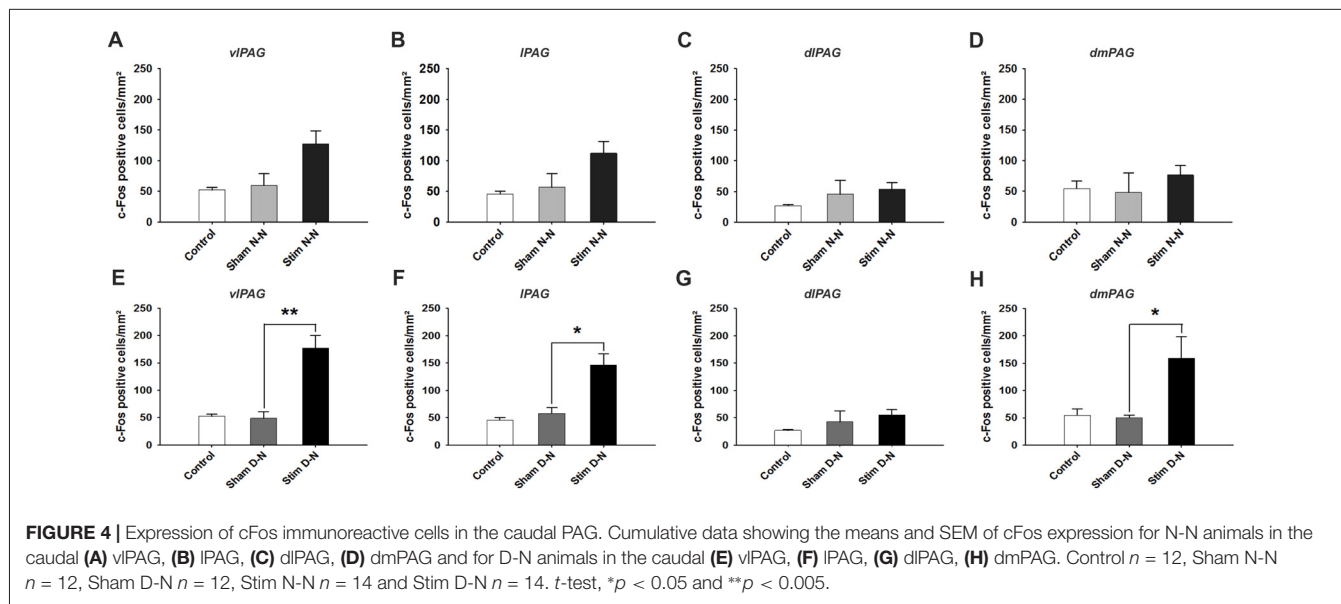 A
vlPAG
c-Fos positive cells/mm²
250
200
150
100
50
0
Control
Sham N-N
Stim N-N
B
lPAG
c-Fos positive cells/mm²
250
200
150
100
50
0
Control
Sham N-N
Stim N-N
C
dlPAG
c-Fos positive cells/mm²
250
200
150
100
50
0
Control
Sham N-N
Stim N-N
D
dmPAG
c-Fos positive cells/mm²
250
200
150
100
50
0
Control
Sham N-N
Stim N-N
E
vlPAG
c-Fos positive cells/mm²
250
200
150
100
50
0
**
Control
Sham D-N
Stim D-N
F
lPAG
c-Fos positive cells/mm²
250
200
150
100
50
0
*
Control
Sham D-N
Stim D-N
G
dlPAG
c-Fos positive cells/mm²
250
200
150
100
50
0
Control
Sham D-N
Stim D-N
H
dmPAG
c-Fos positive cells/mm²
250
200
150
100
50
0
*
Control
Sham D-N
Stim D-N
FIGURE 4 | Expression of cFos immunoreactive cells in the caudal PAG. Cumulative data showing the means and SEM of cFos expression for N-N animals in the
caudal (A) vlPAG, (B) lPAG, (C) dlPAG, (D) dmPAG and for D-N animals in the caudal (E) vlPAG, (F) lPAG, (G) dlPAG, (H) dmPAG. Control n = 12, Sham N-N
n = 12, Sham D-N n = 12, Stim N-N n = 14 and Stim D-N n = 14. t-test, *p < 0.05 and **p < 0.005.